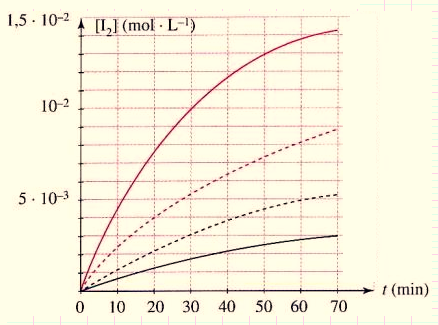 1,5 · 10⁻²
[I₂] (mol · L⁻¹)
10⁻²
5 · 10⁻³
0 10 20 30 40 50 60 70
t (min)